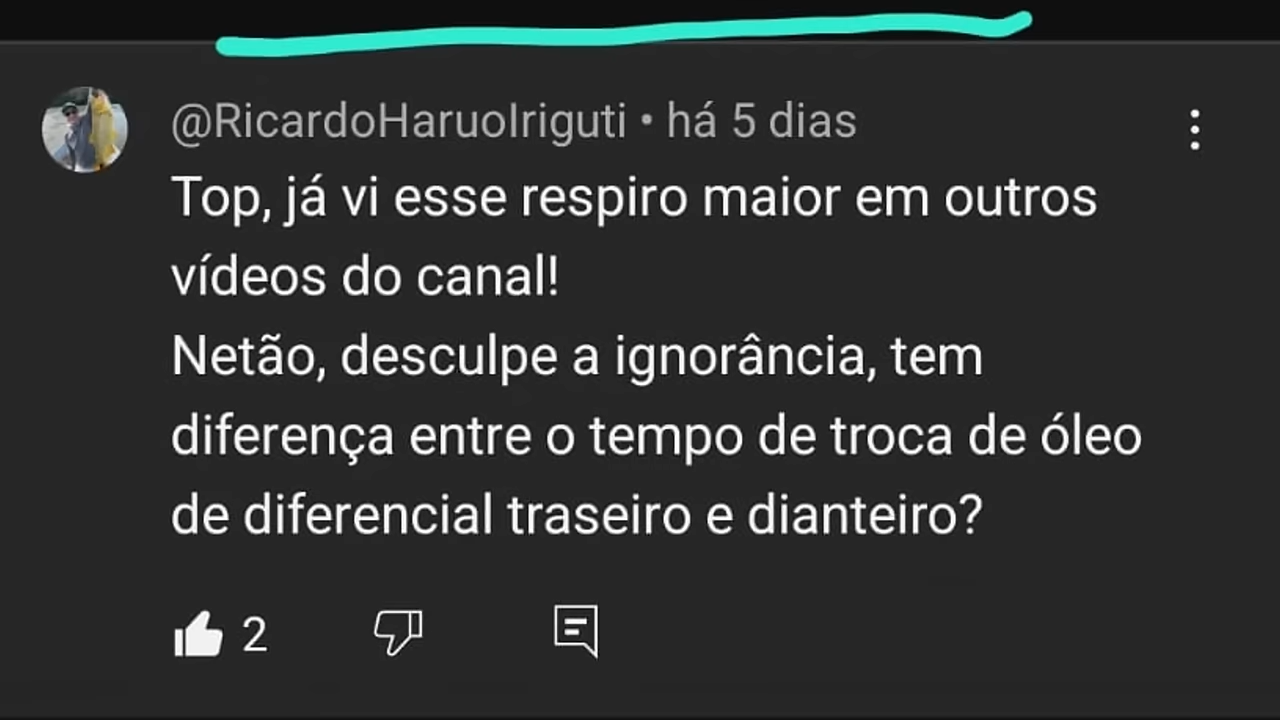 @RicardoHaruoIriguti • há 5 dias
Top, já vi esse respiro maior em outros
vídeos do canal!
Netão, desculpe a ignorância, tem
diferença entre o tempo de troca de óleo
de diferencial traseiro e dianteiro?
2